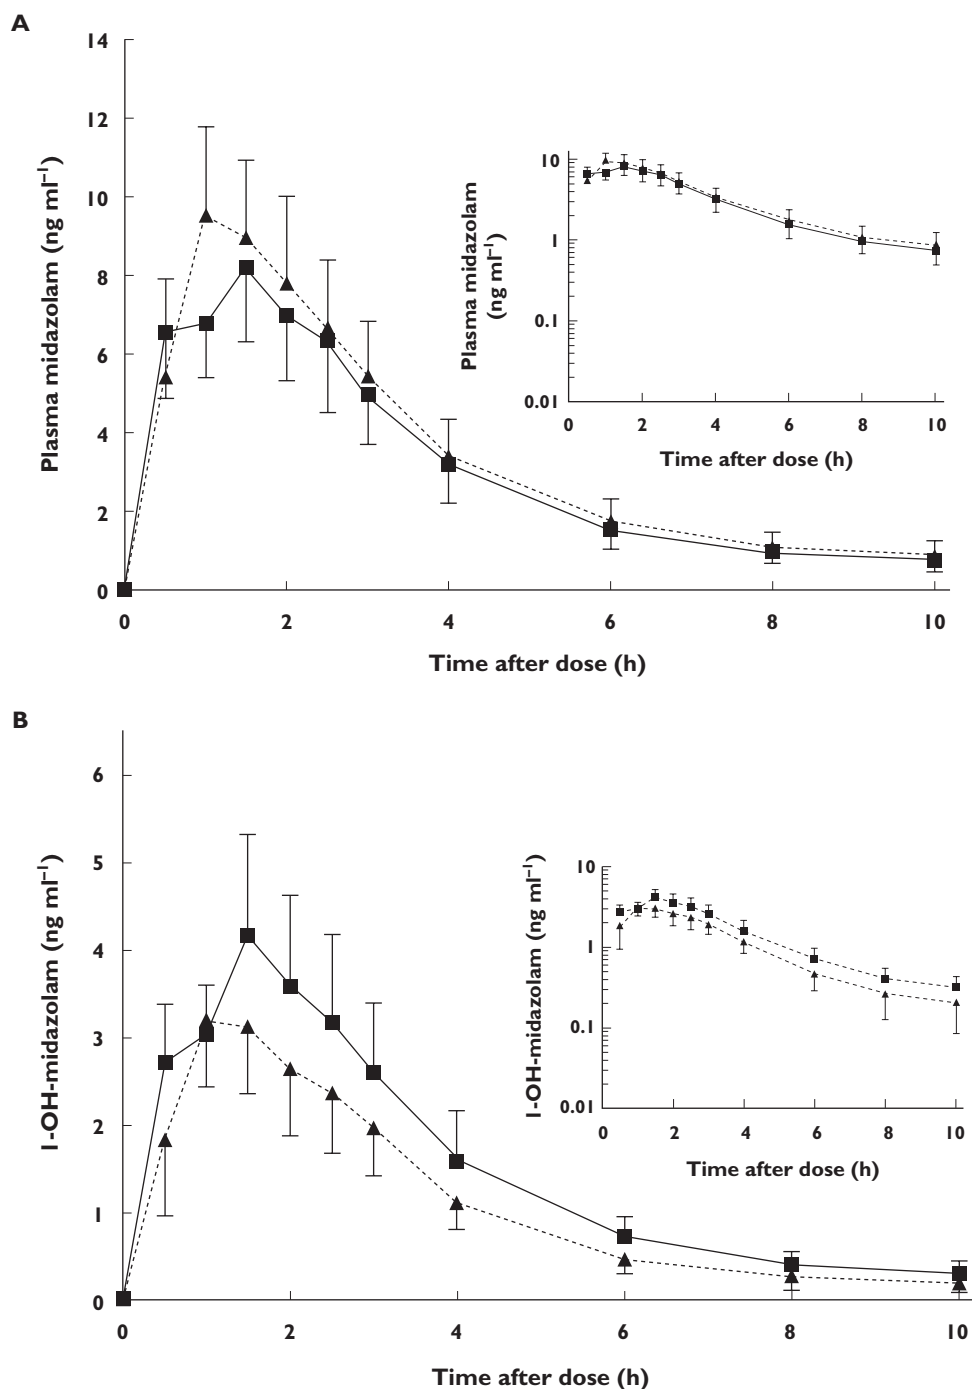 A
14
12
10
8
6
4
2
0
Plasma midazolam (ng ml⁻¹)
0 2 4 6 8 10
Time after dose (h)
10
1
0.1
0.01
Plasma midazolam
(ng ml⁻¹)
0 2 4 6 8 10
Time after dose (h)
B
6
5
4
3
2
1
0
1-OH-midazolam (ng ml⁻¹)
0 2 4 6 8 10
Time after dose (h)
10
1
0.1
0.01
1-OH-midazolam (ng ml⁻¹)
0 2 4 6 8 10
Time after dose (h)